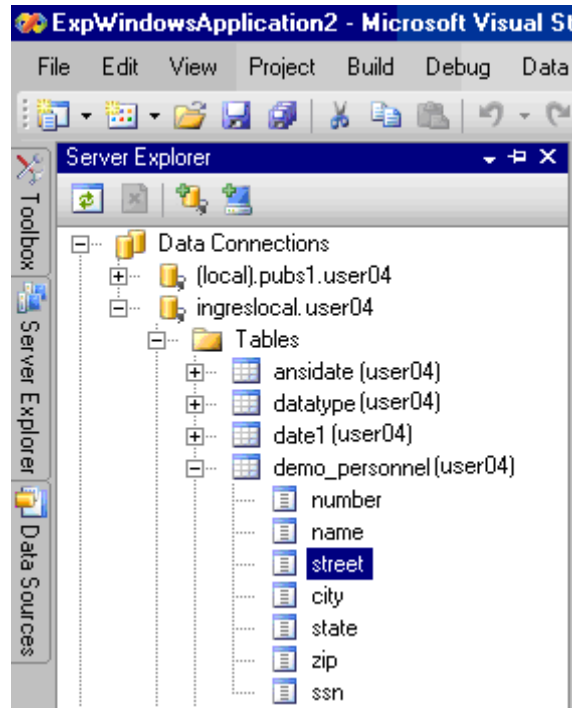 ExpWindowsApplication2 - Microsoft Visual St
File Edit View Project Build Debug Data
Server Explorer
Toolbox
Server Explorer
Data Sources
Data Connections
(local).pubs1.user04
ingreslocal.user04
Tables
ansidate (user04)
datatype (user04)
date1 (user04)
demo_personnel (user04)
number
name
street
city
state
zip
ssn